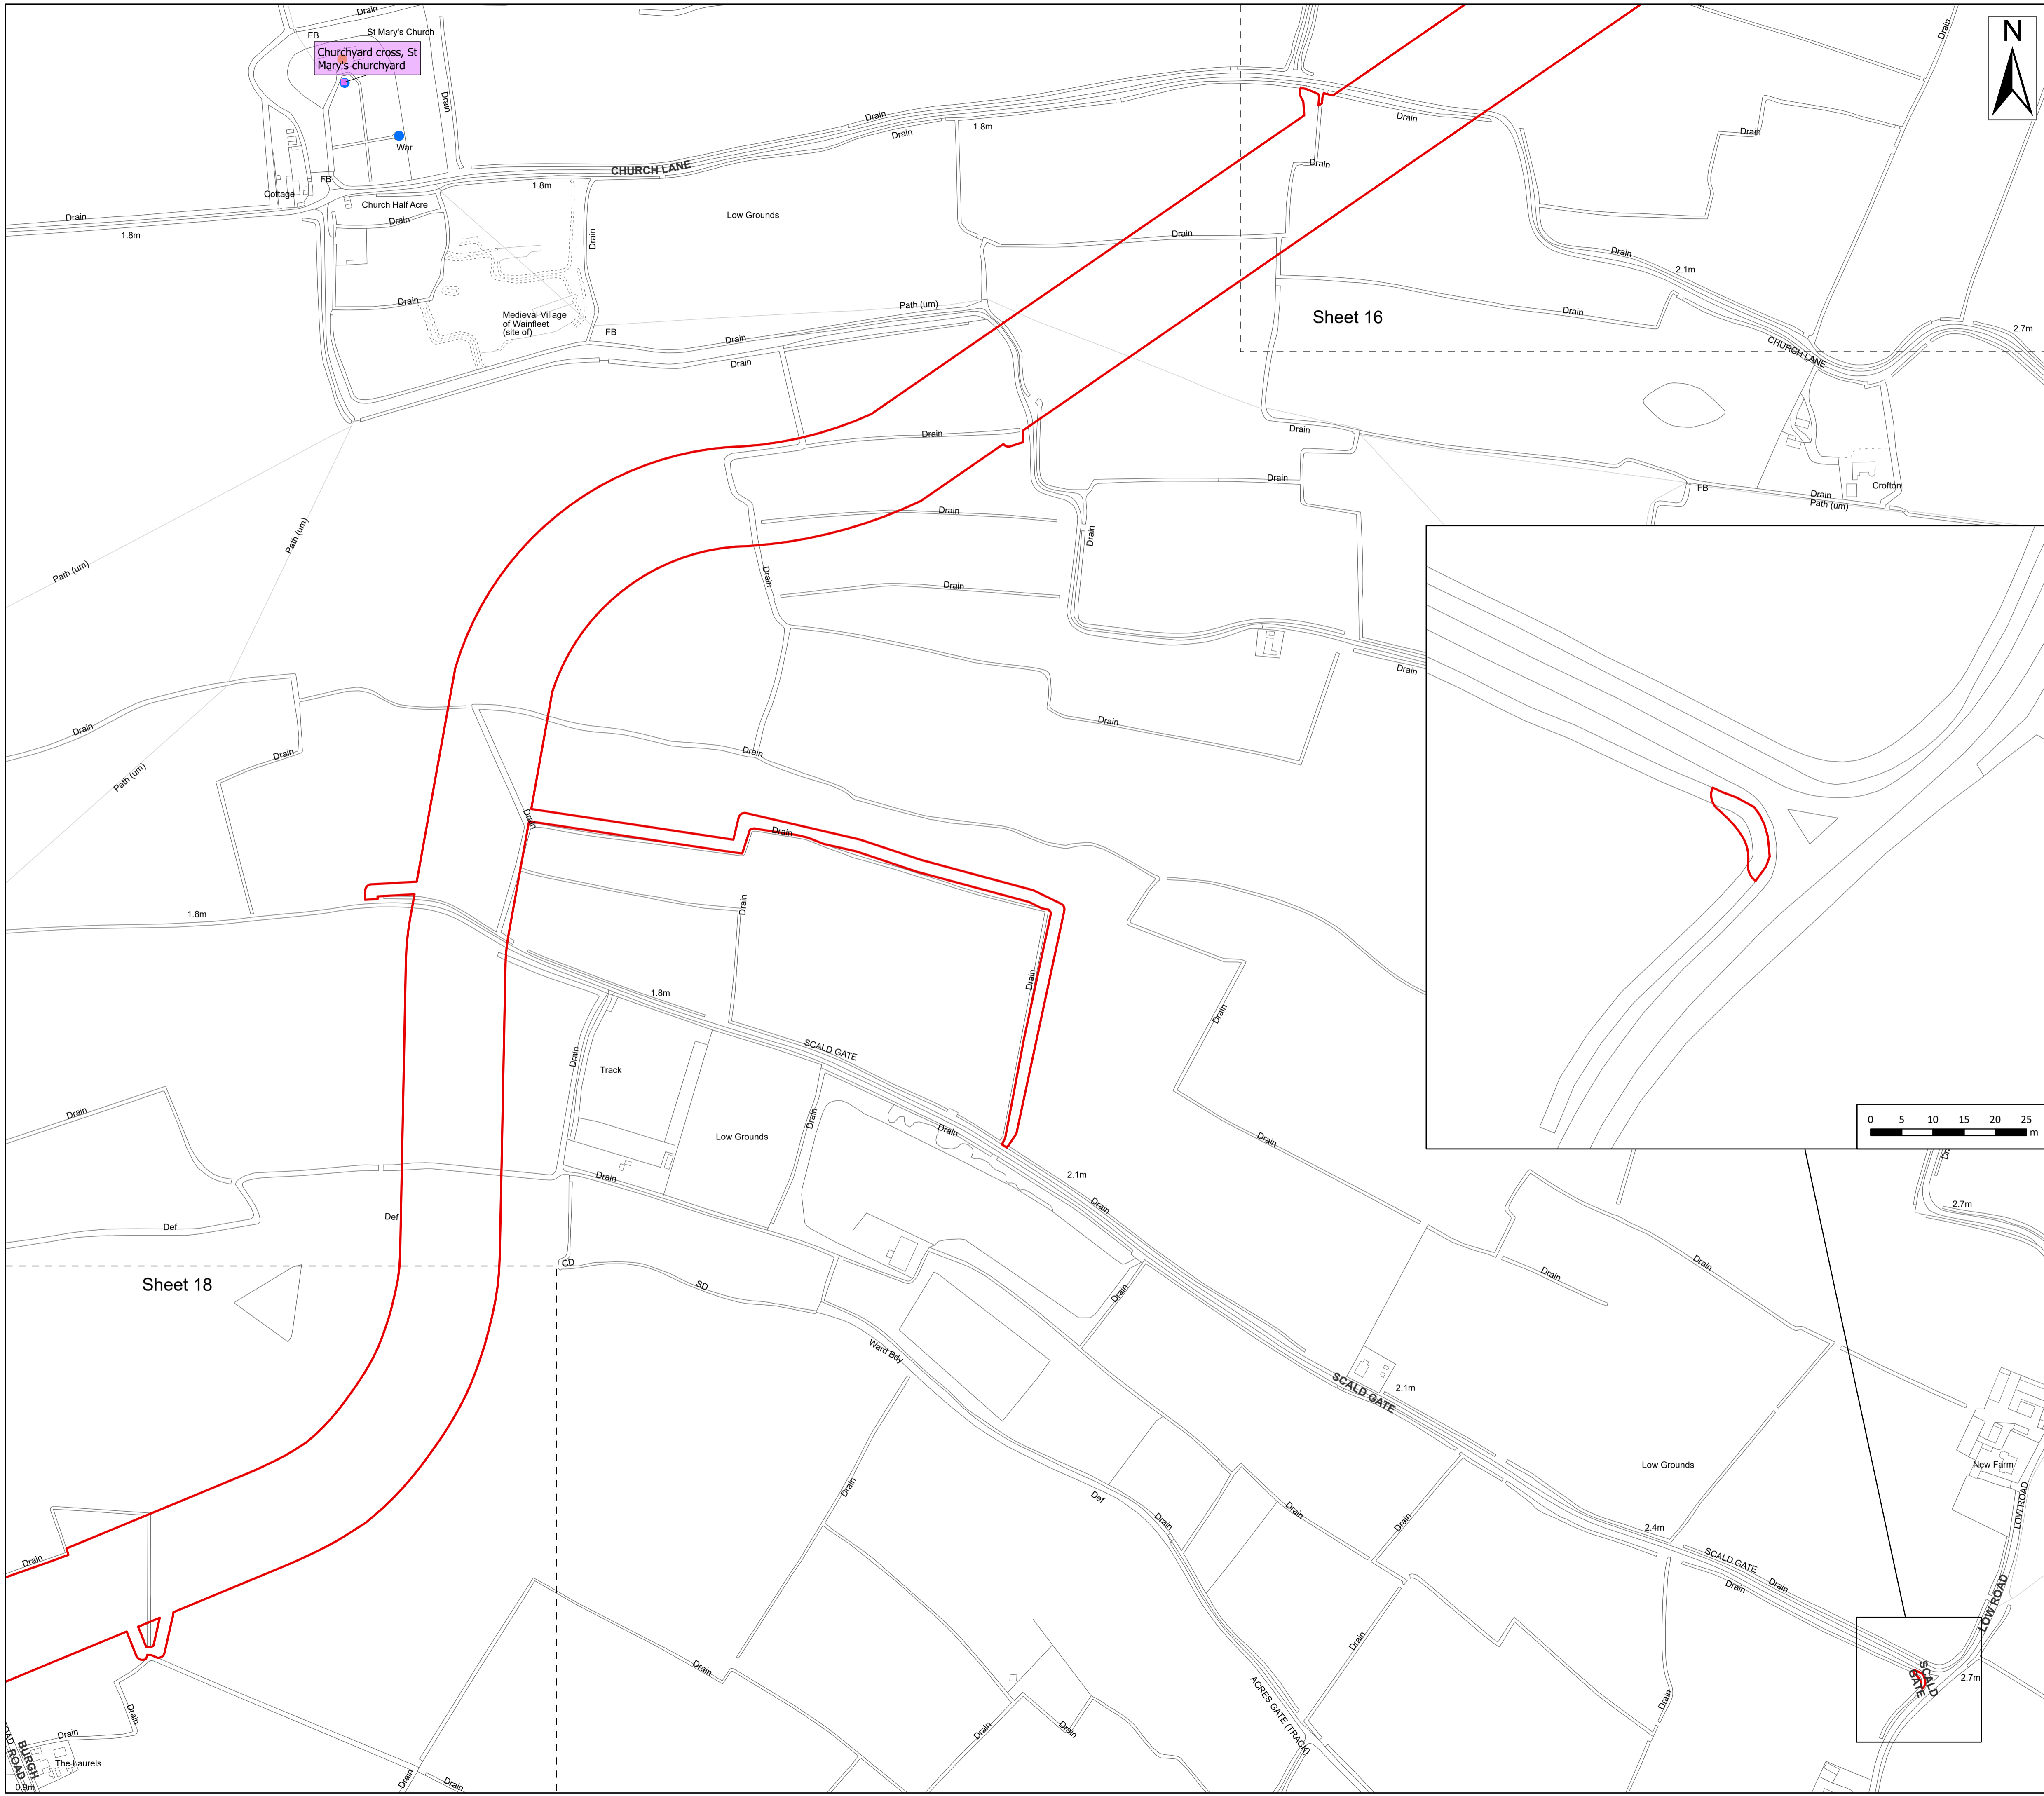 Drain
Drain
N
FB
St Mary's Church
Churchyard cross, St
Mary's churchyard
Drain
Drain
War
Drain
Drain
1.8m
Drain
Drain
Drain
CHURCH LANE
FB
Cottage
1.8m
Church Half Acre
Drain
Drain
1.8m
Low Grounds
Drain
Drain
Drain
2.1m
Drain
Medieval Village
of Wainfleet
(site of)
FB
Path (um)
Drain
Drain
Sheet 16
Drain
2.7m
CHURCH LANE
Drain
Drain
Drain
FB
Crofton
Drain
Path (um)
Path (um)
Path (um)
Drain
Drain
Drain
Drain
Drain
Drain
Drain
Drain
Path (um)
Drain
Drain
Drain
Drain
1.8m
Drain
Drain
1.8m
Drain
SCALD GATE
Drain
Track
Drain
Drain
Low Grounds
Drain
Drain
0 5 10 15 20 25
m
2.1m
Drain
Drain
Def
Def
2.7m
Drain
Drain
Sheet 18
CD
SD
Drain
Ward Bdy
SCALD GATE
2.1m
Low Grounds
New Farm
LOW ROAD
Drain
Def
Drain
Drain
Drain
2.4m
SCALD GATE
Drain
Drain
LOW ROAD
Drain
Drain
Drain
SCALD
GATE
2.7m
Drain
Drain
ACRES GATE (TRACK)
Drain
Drain
Drain
BURGH
ROAD
The Laurels
0.9m
Drain
Drain